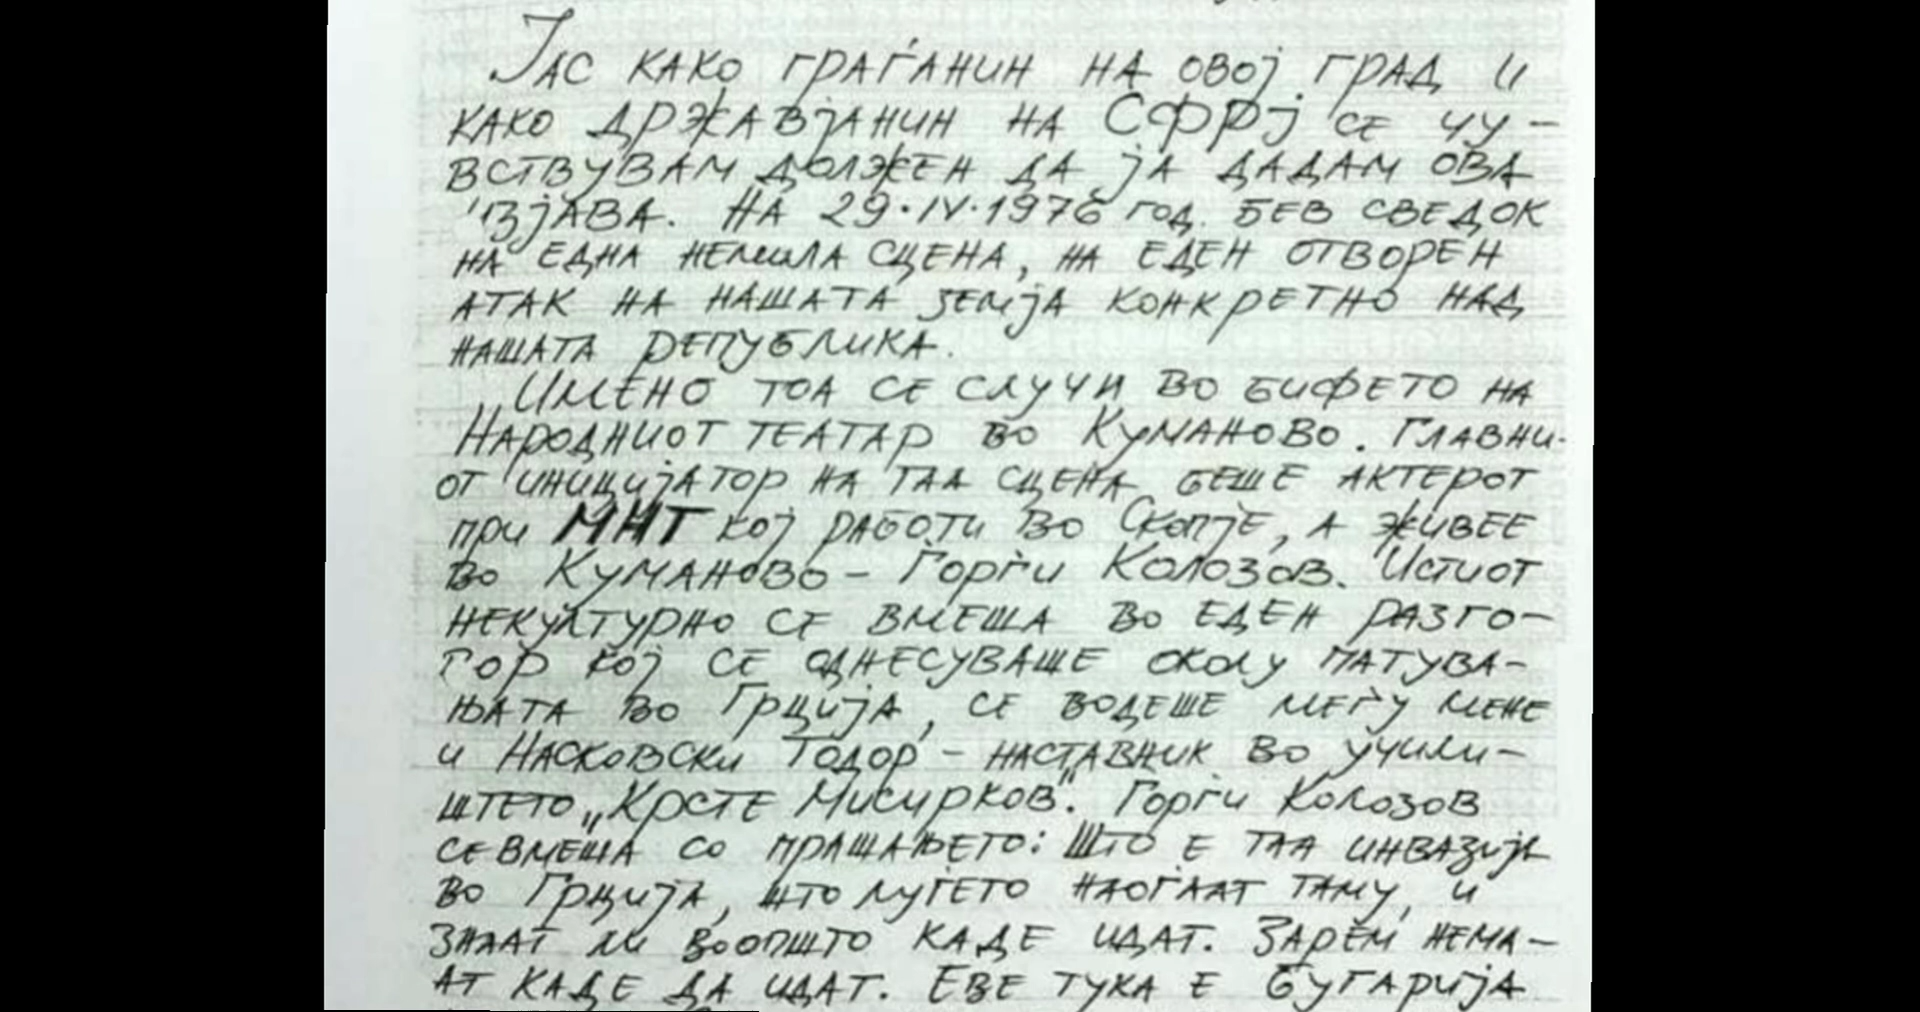 Јас како граѓанин на овој град и
како државјанин на СФРЈ се чу-
вствувам должен да ја дадам ова
изјава. На 29.IV.1976 год. бев сведок
на една немила сцена, на еден отворен
атак на нашата земја конкретно над
нашата република.
Имено тоа се случи во бифето на
Народниот театар во Куманово. Главни-
от иницијатор на таа сцена беше актерот
при МНТ кој работи во Скопје, а живее
во Куманово - Ѓорѓи Колозов. Истиот
некултурно се вмеша во еден разго-
гор кој се однесуваше околу патува-
њата во Грција, се водеше меѓу мене
и Насковски Тодор - наставник во учили-
штето „Крсте Мисирков". Ѓорѓи Колозов
се вмеша со прашањето: Што е таа инвазија
во Грција, што луѓето наоѓаат таму, и
знаат ли воопшто каде идат. Зарем нема-
ат каде да идат. Еве тука е Бугарија